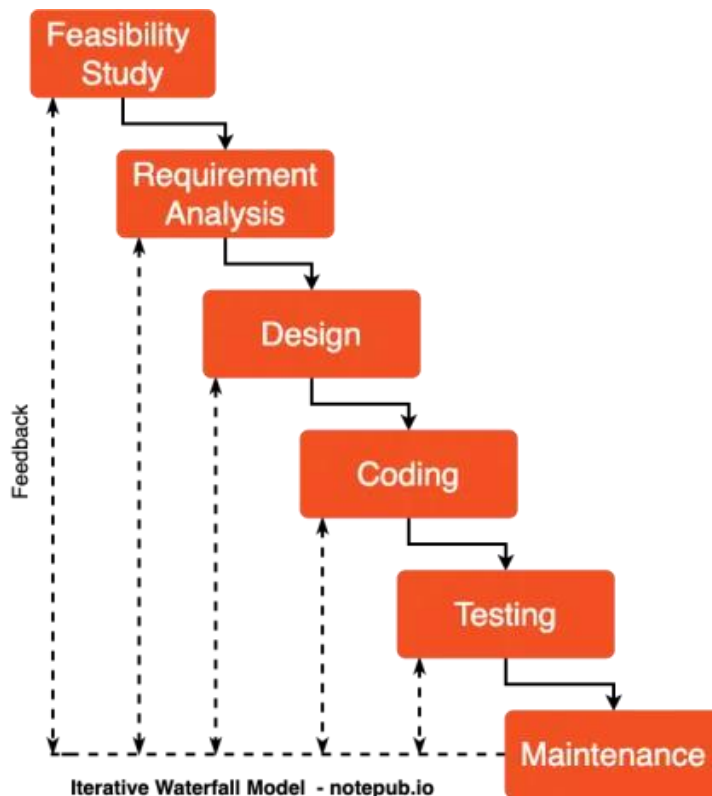 Feasibility
Study
Requirement
Analysis
Design
Feedback
Coding
Testing
Maintenance
Iterative Waterfall Model - notepub.io